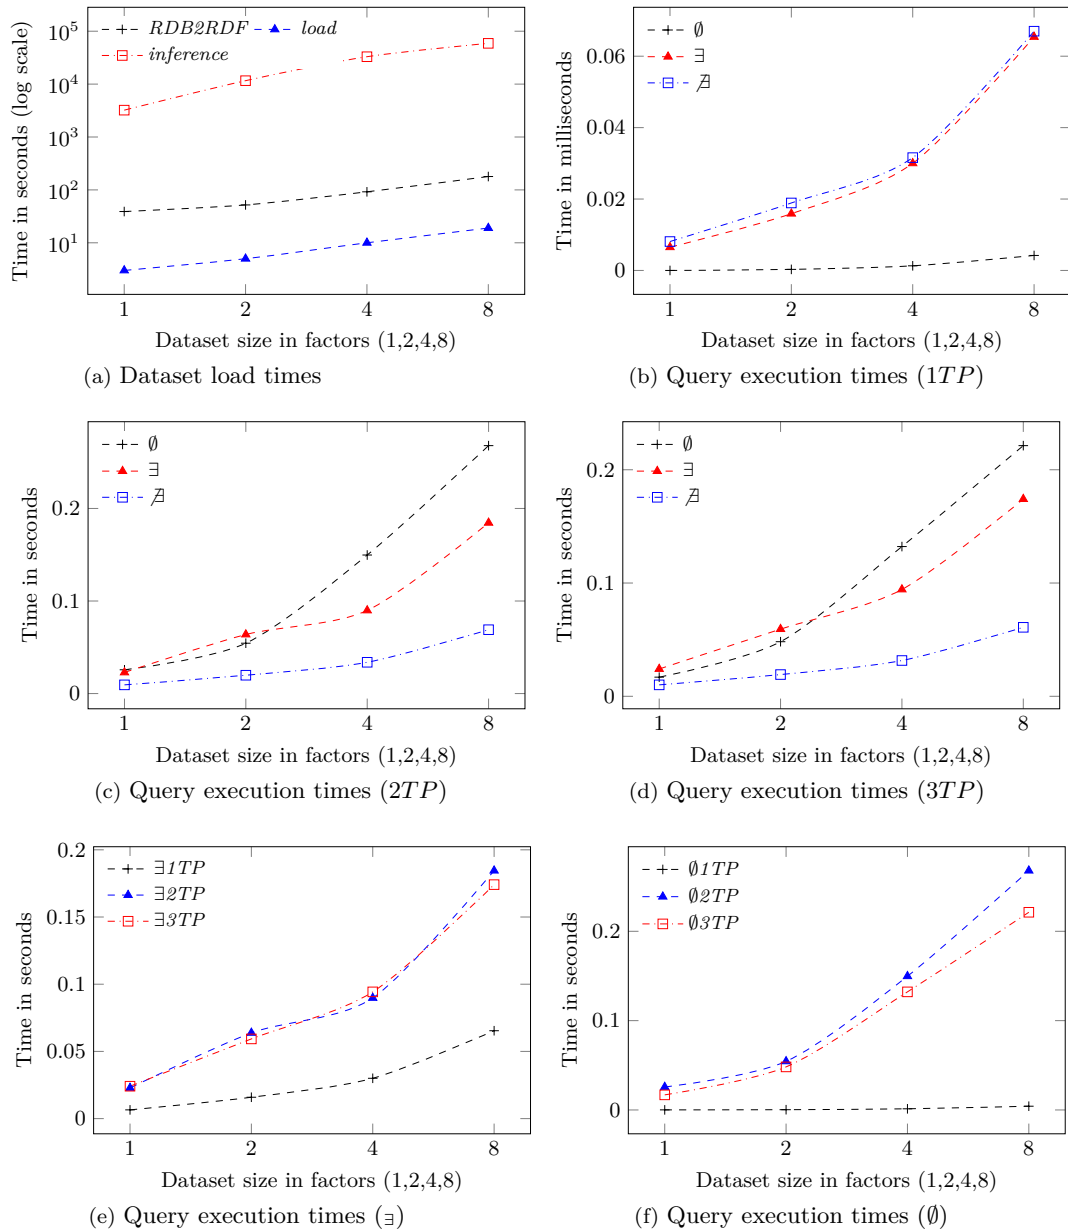 RDB2RDF load
inference
10^5
10^4
10^3
10^2
10^1
Time in seconds (log scale)
1 2 4 8
Dataset size in factors (1,2,4,8)
(a) Dataset load times
∅
∃
∄
0.06
0.04
0.02
0
Time in milliseconds
1 2 4 8
Dataset size in factors (1,2,4,8)
(b) Query execution times (1TP)
∅
∃
∄
0.2
0.1
0
Time in seconds
1 2 4 8
Dataset size in factors (1,2,4,8)
(c) Query execution times (2TP)
∅
∃
∄
0.2
0.1
0
Time in seconds
1 2 4 8
Dataset size in factors (1,2,4,8)
(d) Query execution times (3TP)
∃1TP
∃2TP
∃3TP
0.2
0.15
0.1
0.05
0
Time in seconds
1 2 4 8
Dataset size in factors (1,2,4,8)
(e) Query execution times (∃)
∅1TP
∅2TP
∅3TP
0.2
0.1
0
Time in seconds
1 2 4 8
Dataset size in factors (1,2,4,8)
(f) Query execution times (∅)